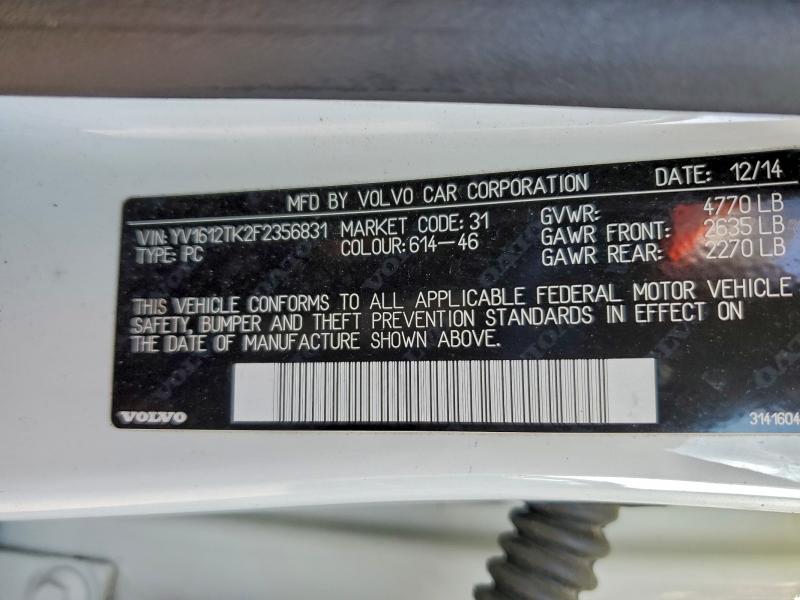 MFD BY VOLVO CAR CORPORATION DATE: 12/14
VIN: YV1612TK2F2356831 MARKET CODE: 31 GVWR: 4770 LB
TYPE: PC COLOUR: 614-46 GAWR FRONT: 2635 LB
GAWR REAR: 2270 LB
THIS VEHICLE CONFORMS TO ALL APPLICABLE FEDERAL MOTOR VEHICLE
SAFETY, BUMPER AND THEFT PREVENTION STANDARDS IN EFFECT ON
THE DATE OF MANUFACTURE SHOWN ABOVE.
VOLVO 3141604